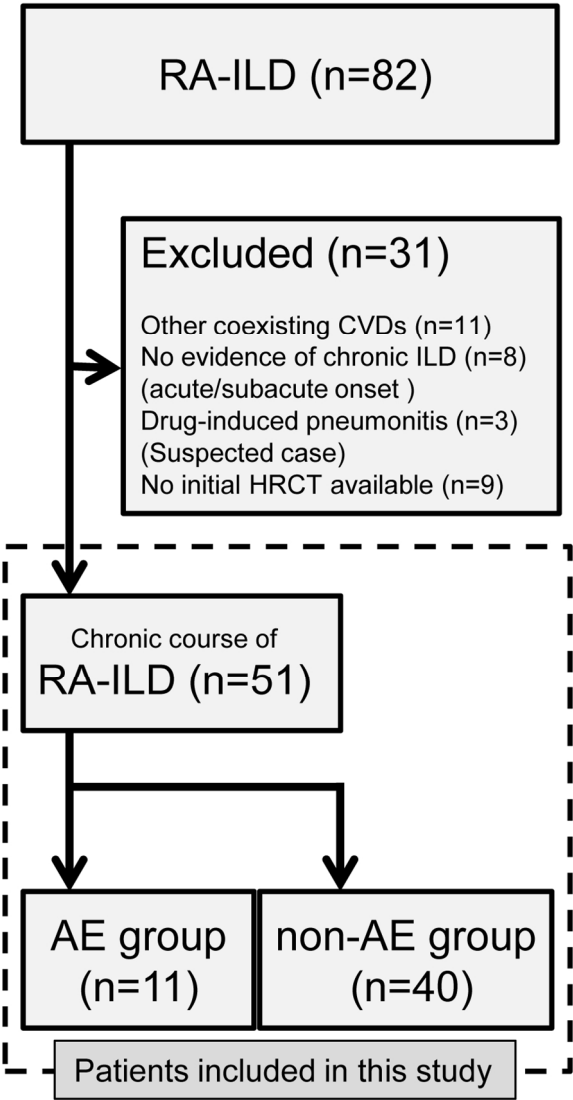 RA-ILD (n=82)
Excluded (n=31)
Other coexisting CVDs (n=11)
No evidence of chronic ILD (n=8)
(acute/subacute onset )
Drug-induced pneumonitis (n=3)
(Suspected case)
No initial HRCT available (n=9)
Chronic course of
RA-ILD (n=51)
AE group
(n=11)
non-AE group
(n=40)
Patients included in this study